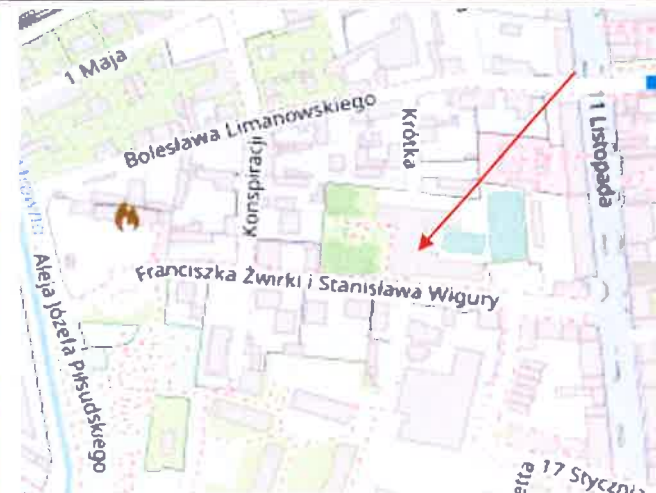 1 Maja
Bolesława Limanowskiego
Krótka
11 Listopada
Konspiracji
Franciszka Żwirki i Stanisława Wigury
Aleja Józefa Piłsudskiego
17 Styczni